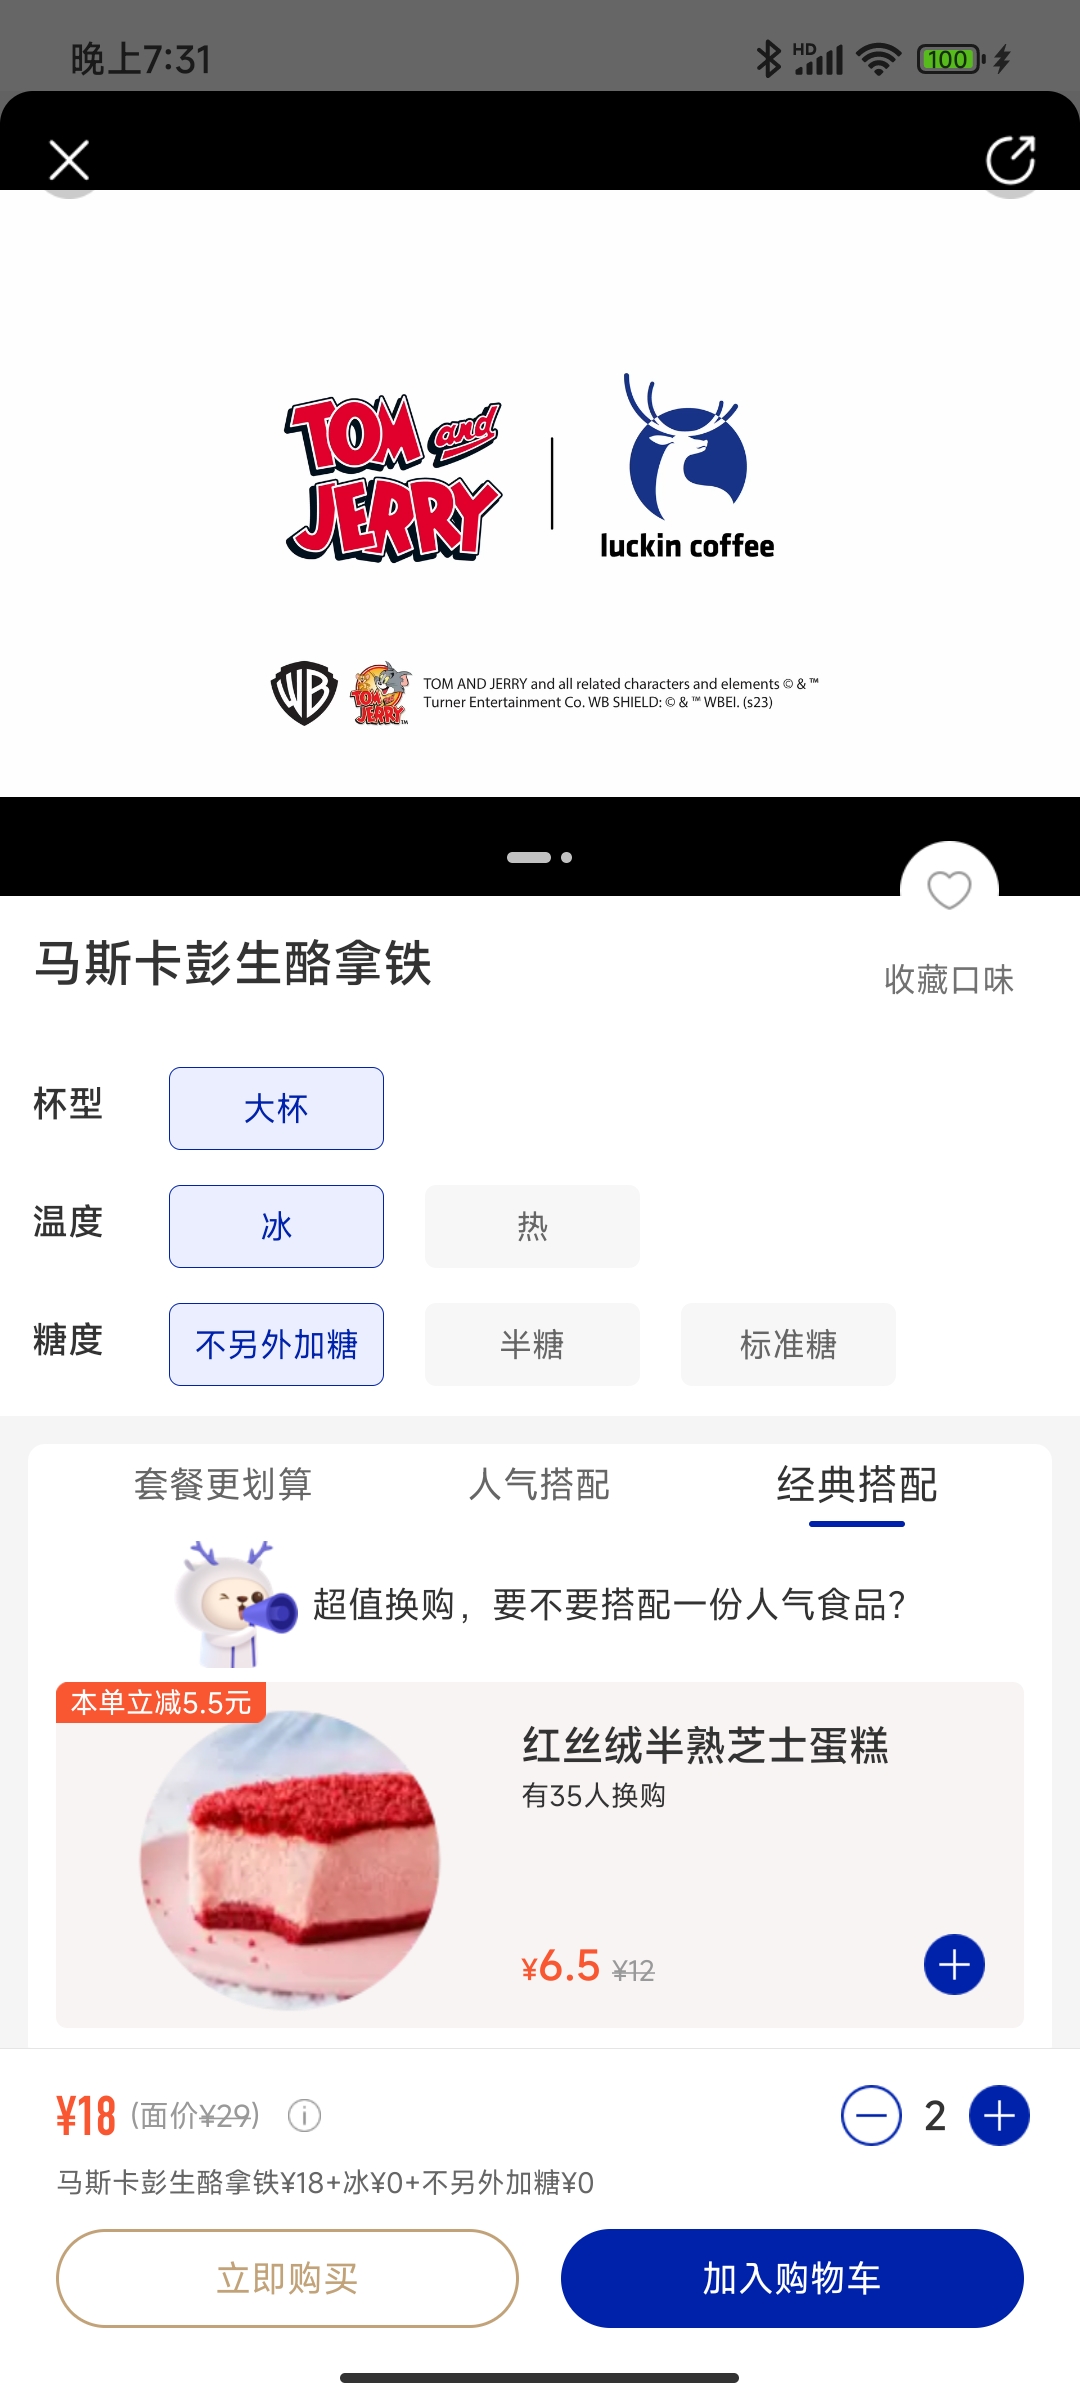 晚上7:31
HD
100
TOM and
JERRY
luckin coffee
WB
TOM and
JERRY
TOM AND JERRY and all related characters and elements © & ™
Turner Entertainment Co. WB SHIELD: © & ™ WBEI. (s23)
马斯卡彭生酪拿铁
收藏口味
杯型
大杯
温度
冰
热
糖度
不另外加糖
半糖
标准糖
套餐更划算
人气搭配
经典搭配
超值换购，要不要搭配一份人气食品?
本单立减5.5元
红丝绒半熟芝士蛋糕
有35人换购
¥6.5 ¥12
¥18 (面价¥29)
2
马斯卡彭生酪拿铁¥18+冰¥0+不另外加糖¥0
立即购买
加入购物车